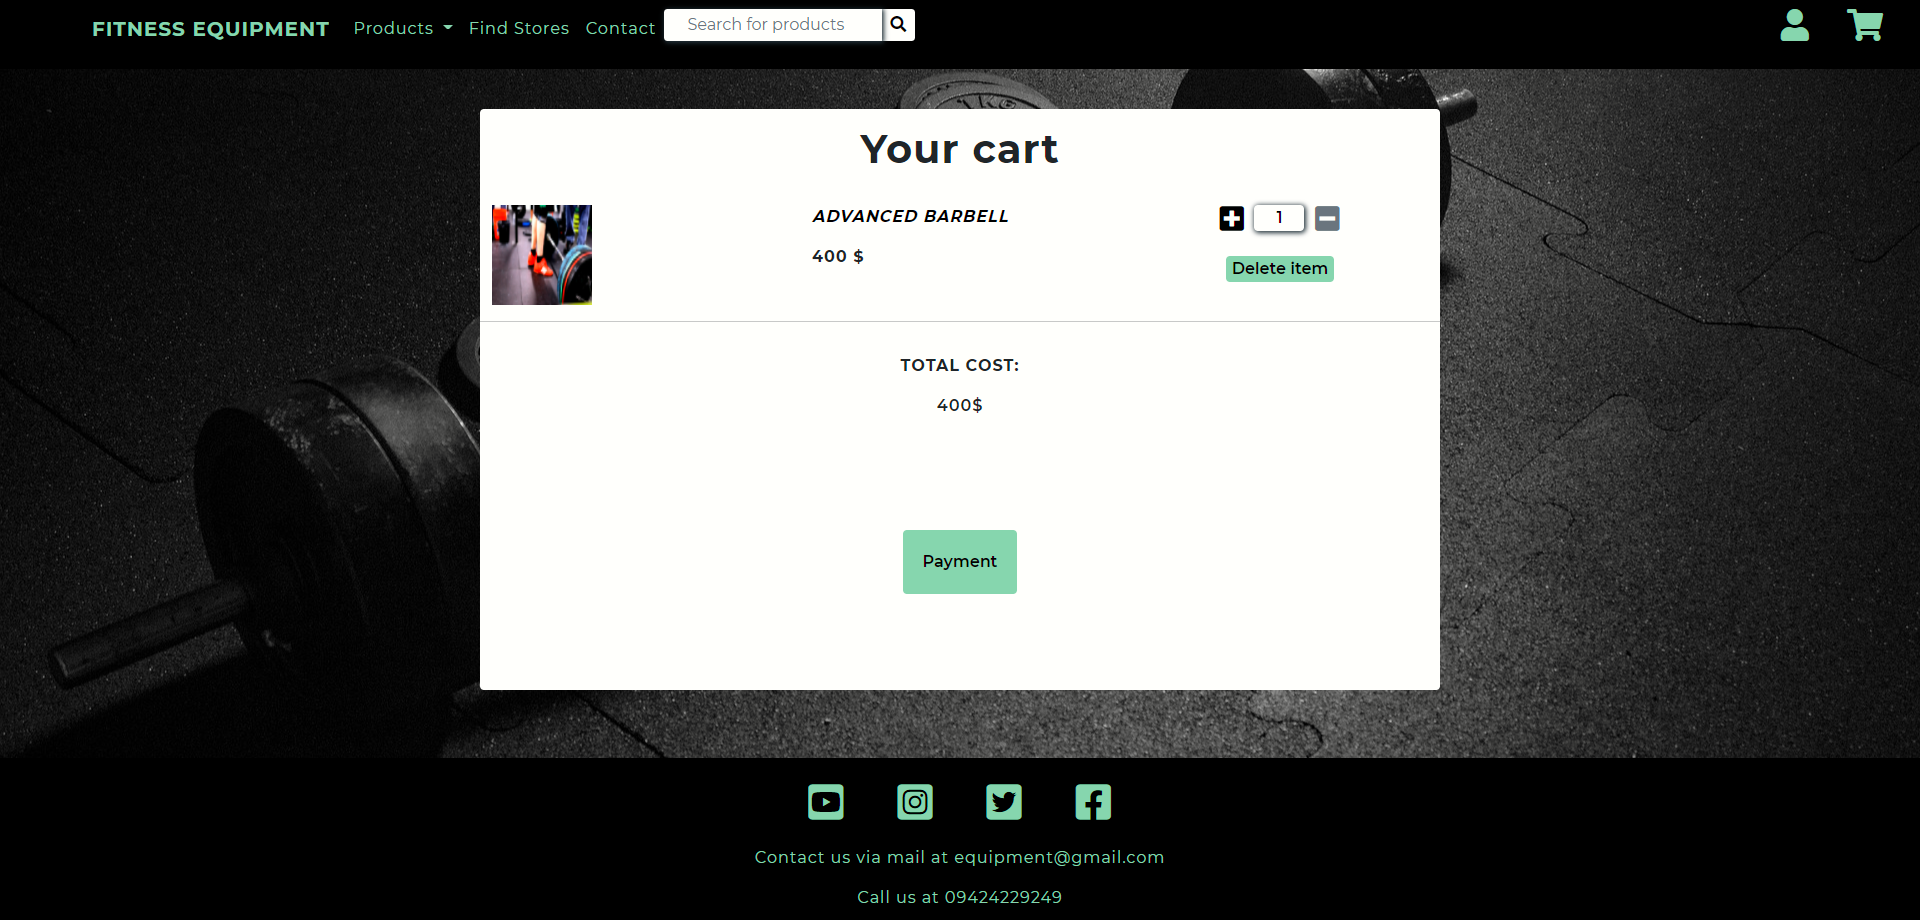 FITNESS EQUIPMENT Products Find Stores Contact Search for products
Your cart
ADVANCED BARBELL 1
400 $ Delete item
TOTAL COST:
400$
Payment
Contact us via mail at equipment@gmail.com
Call us at 09424229249